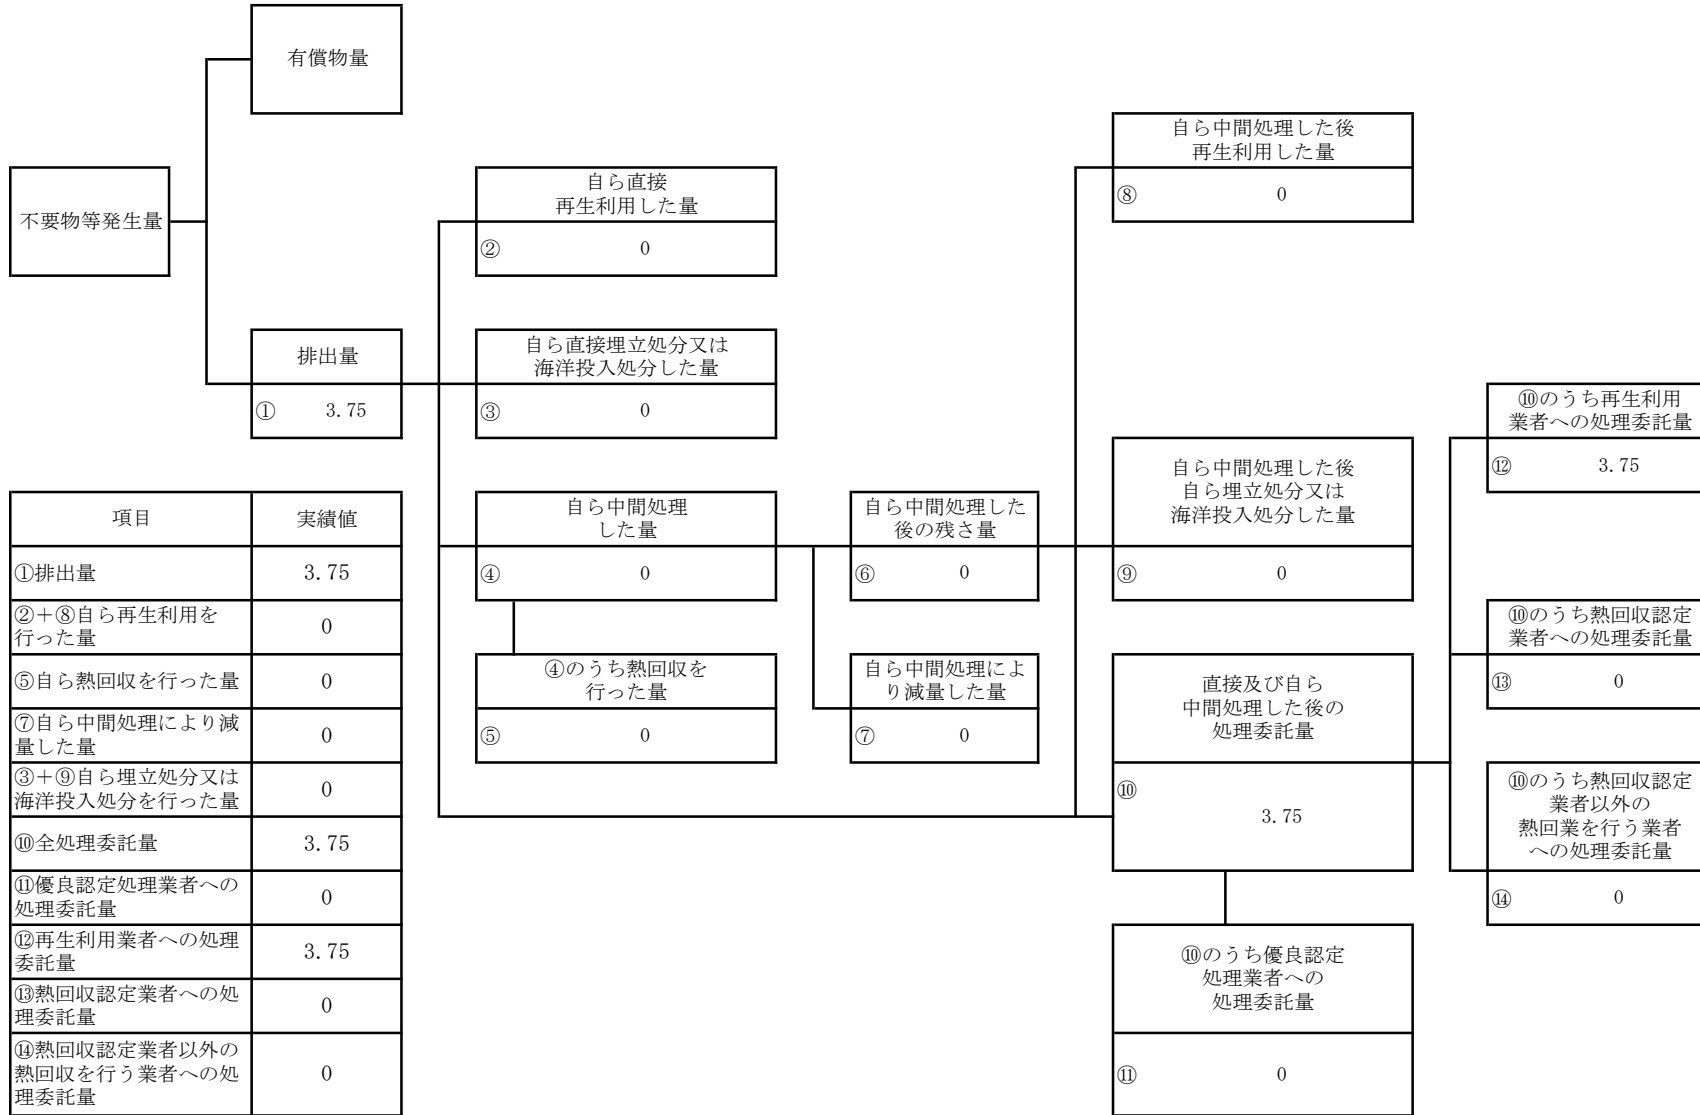 有償物量
不要物等発生量
排出量
① 3.75
自ら直接
再生利用した量
② 0
自ら直接埋立処分又は
海洋投入処分した量
③ 0
自ら中間処理
した量
④ 0
④のうち熱回収を
行った量
⑤ 0
自ら中間処理した
後の残さ量
⑥ 0
自ら中間処理によ
り減量した量
⑦ 0
自ら中間処理した後
再生利用した量
⑧ 0
自ら中間処理した後
自ら埋立処分又は
海洋投入処分した量
⑨ 0
直接及び自ら
中間処理した後の
処理委託量
⑩
3.75
⑩のうち優良認定
処理業者への
処理委託量
⑪ 0
⑩のうち再生利用
業者への処理委託量
⑫ 3.75
⑩のうち熱回収認定
業者への処理委託量
⑬ 0
⑩のうち熱回収認定
業者以外の
熱回業を行う業者
への処理委託量
⑭ 0
項目 実績値
①排出量 3.75
②＋⑧自ら再生利用を
行った量 0
⑤自ら熱回収を行った量 0
⑦自ら中間処理により減
量した量 0
③＋⑨自ら埋立処分又は
海洋投入処分を行った量 0
⑩全処理委託量 3.75
⑪優良認定処理業者への
処理委託量 0
⑫再生利用業者への処理
委託量 3.75
⑬熱回収認定業者への処
理委託量 0
⑭熱回収認定業者以外の
熱回収を行う業者への処
理委託量 0